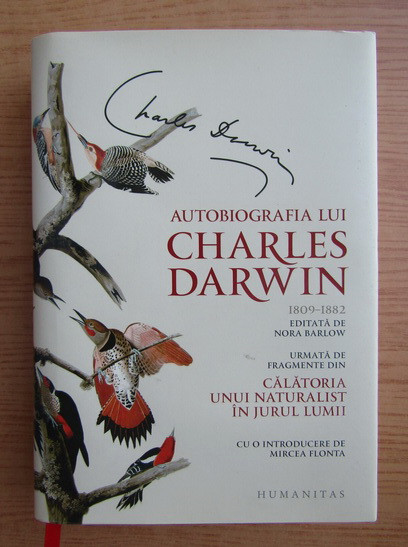 Charles Darwin
AUTOBIOGRAFIA LUI
CHARLES
DARWIN
1809–1882
EDITATĂ DE
NORA BARLOW
URMATĂ DE
FRAGMENTE DIN
CĂLĂTORIA
UNUI NATURALIST
ÎN JURUL LUMII
CU O INTRODUCERE DE
MIRCEA FLONTA
HUMANITAS